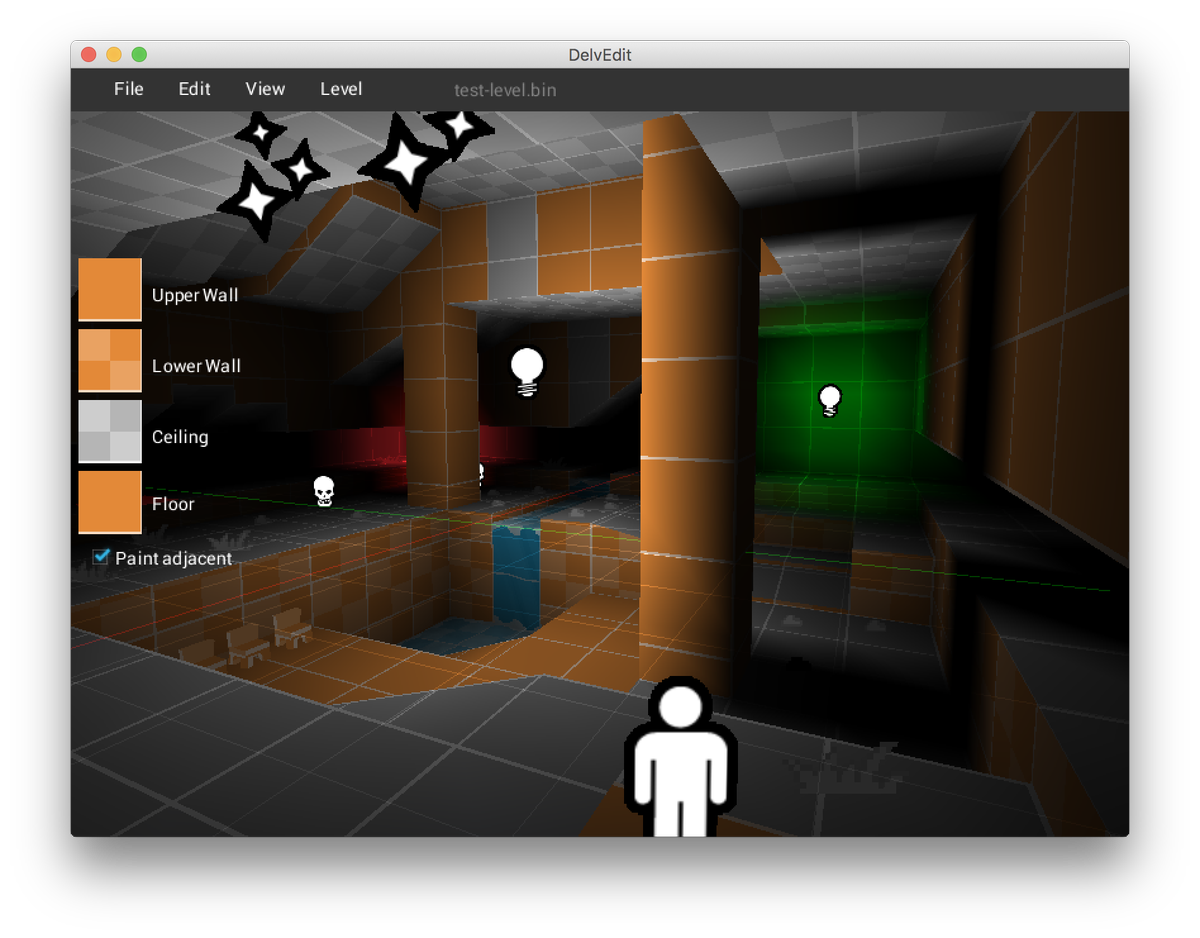 DelvEdit
File Edit View Level test-level.bin
Upper Wall
Lower Wall
Ceiling
Floor
Paint adjacent